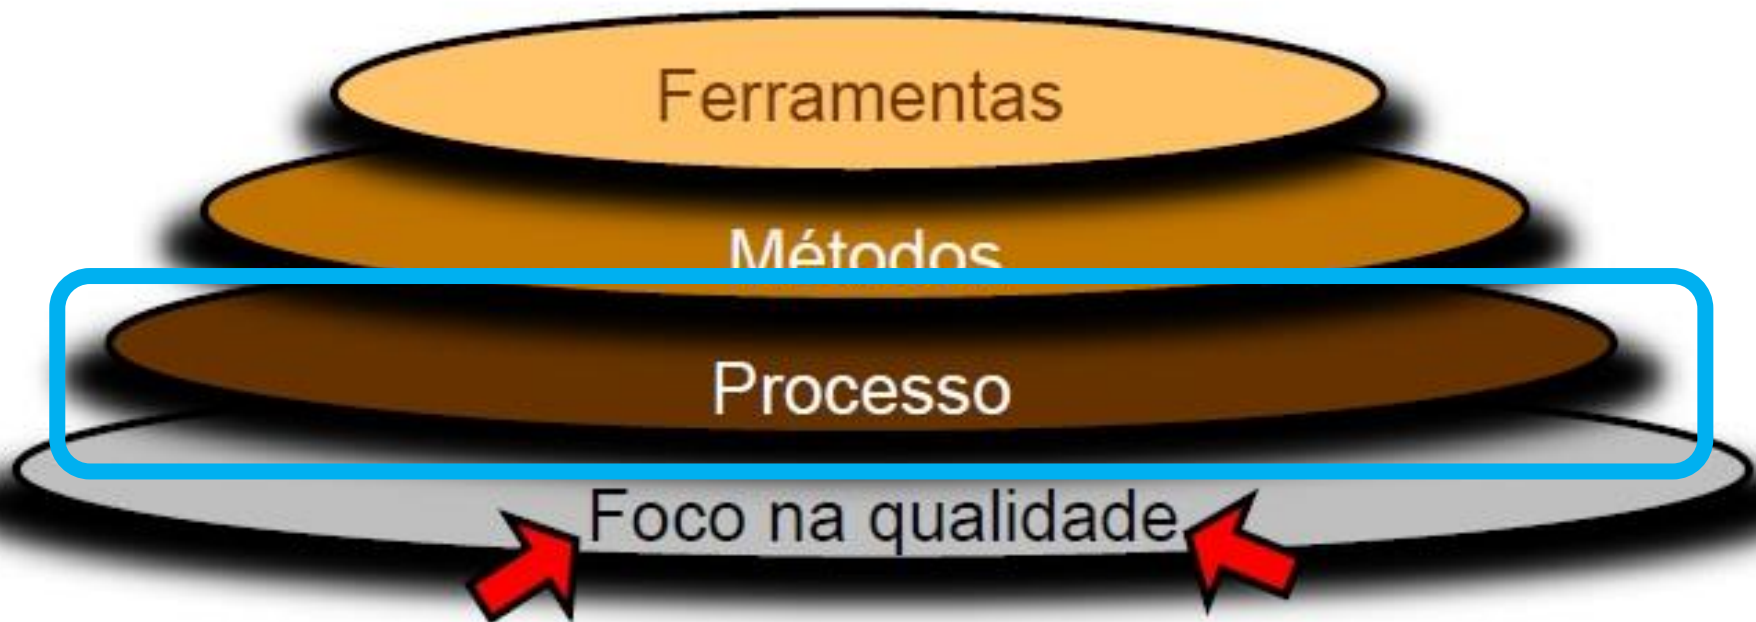 Ferramentas
Métodos
Processo
Foco na qualidade